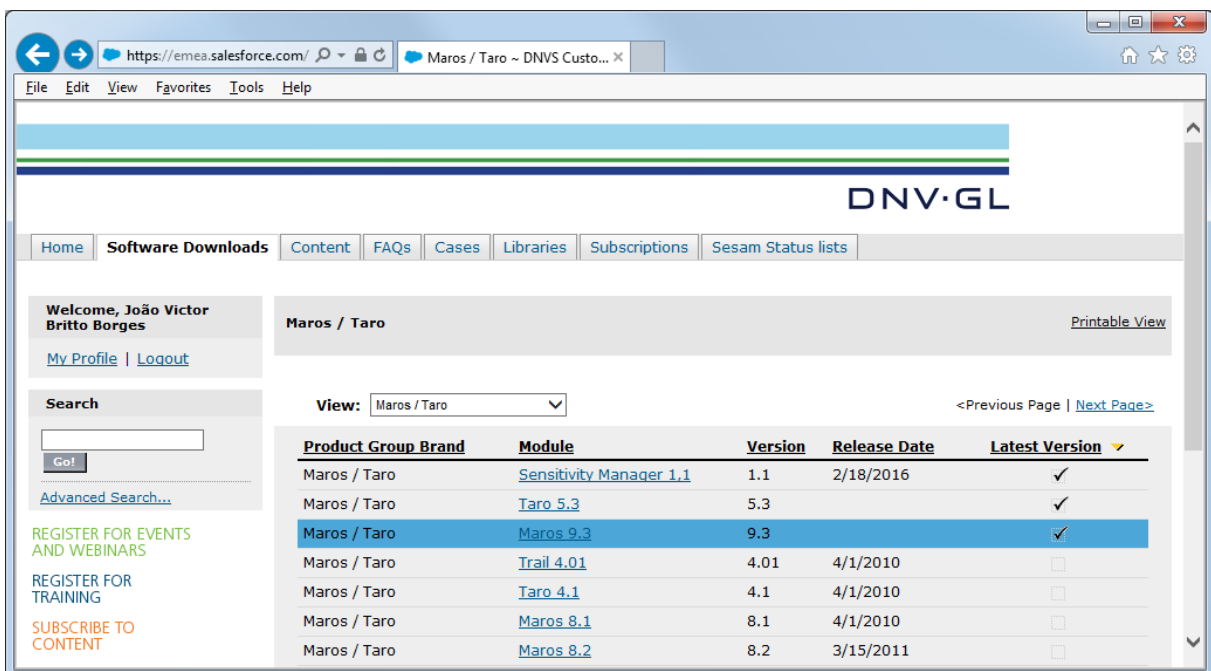 https://emea.salesforce.com/
Maros / Taro ~ DNVS Custo...
File Edit View Favorites Tools Help
DNV·GL
Home Software Downloads Content FAQs Cases Libraries Subscriptions Sesam Status lists
Welcome, João Victor
Britto Borges
My Profile | Logout
Maros / Taro
Printable View
Search
Go!
Advanced Search...
REGISTER FOR EVENTS
AND WEBINARS
REGISTER FOR
TRAINING
SUBSCRIBE TO
CONTENT
View: Maros / Taro
<Previous Page | Next Page>
Product Group Brand Module Version Release Date Latest Version
Maros / Taro Sensitivity Manager 1,1 1.1 2/18/2016
Maros / Taro Taro 5.3 5.3
Maros / Taro Maros 9.3 9.3
Maros / Taro Trail 4.01 4.01 4/1/2010
Maros / Taro Taro 4.1 4.1 4/1/2010
Maros / Taro Maros 8.1 8.1 4/1/2010
Maros / Taro Maros 8.2 8.2 3/15/2011